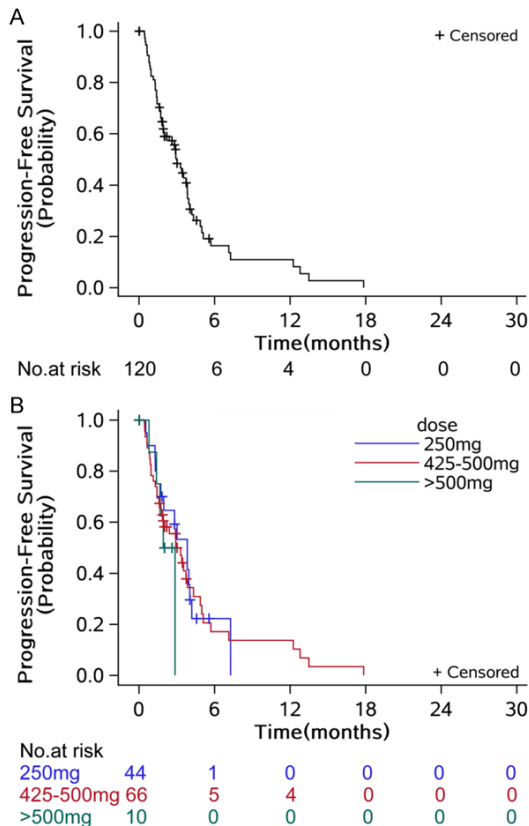 A
+ Censored
Progression-Free Survival
(Probability)
1.0
0.8
0.6
0.4
0.2
0.0
0 6 12 18 24 30
Time(months)
No.at risk 120 6 4 0 0 0
B
dose
250mg
425-500mg
>500mg
Progression-Free Survival
(Probability)
1.0
0.8
0.6
0.4
0.2
0.0
+ Censored
0 6 12 18 24 30
Time(months)
No.at risk
250mg 44 1 0 0 0 0
425-500mg 66 5 4 0 0 0
>500mg 10 0 0 0 0 0